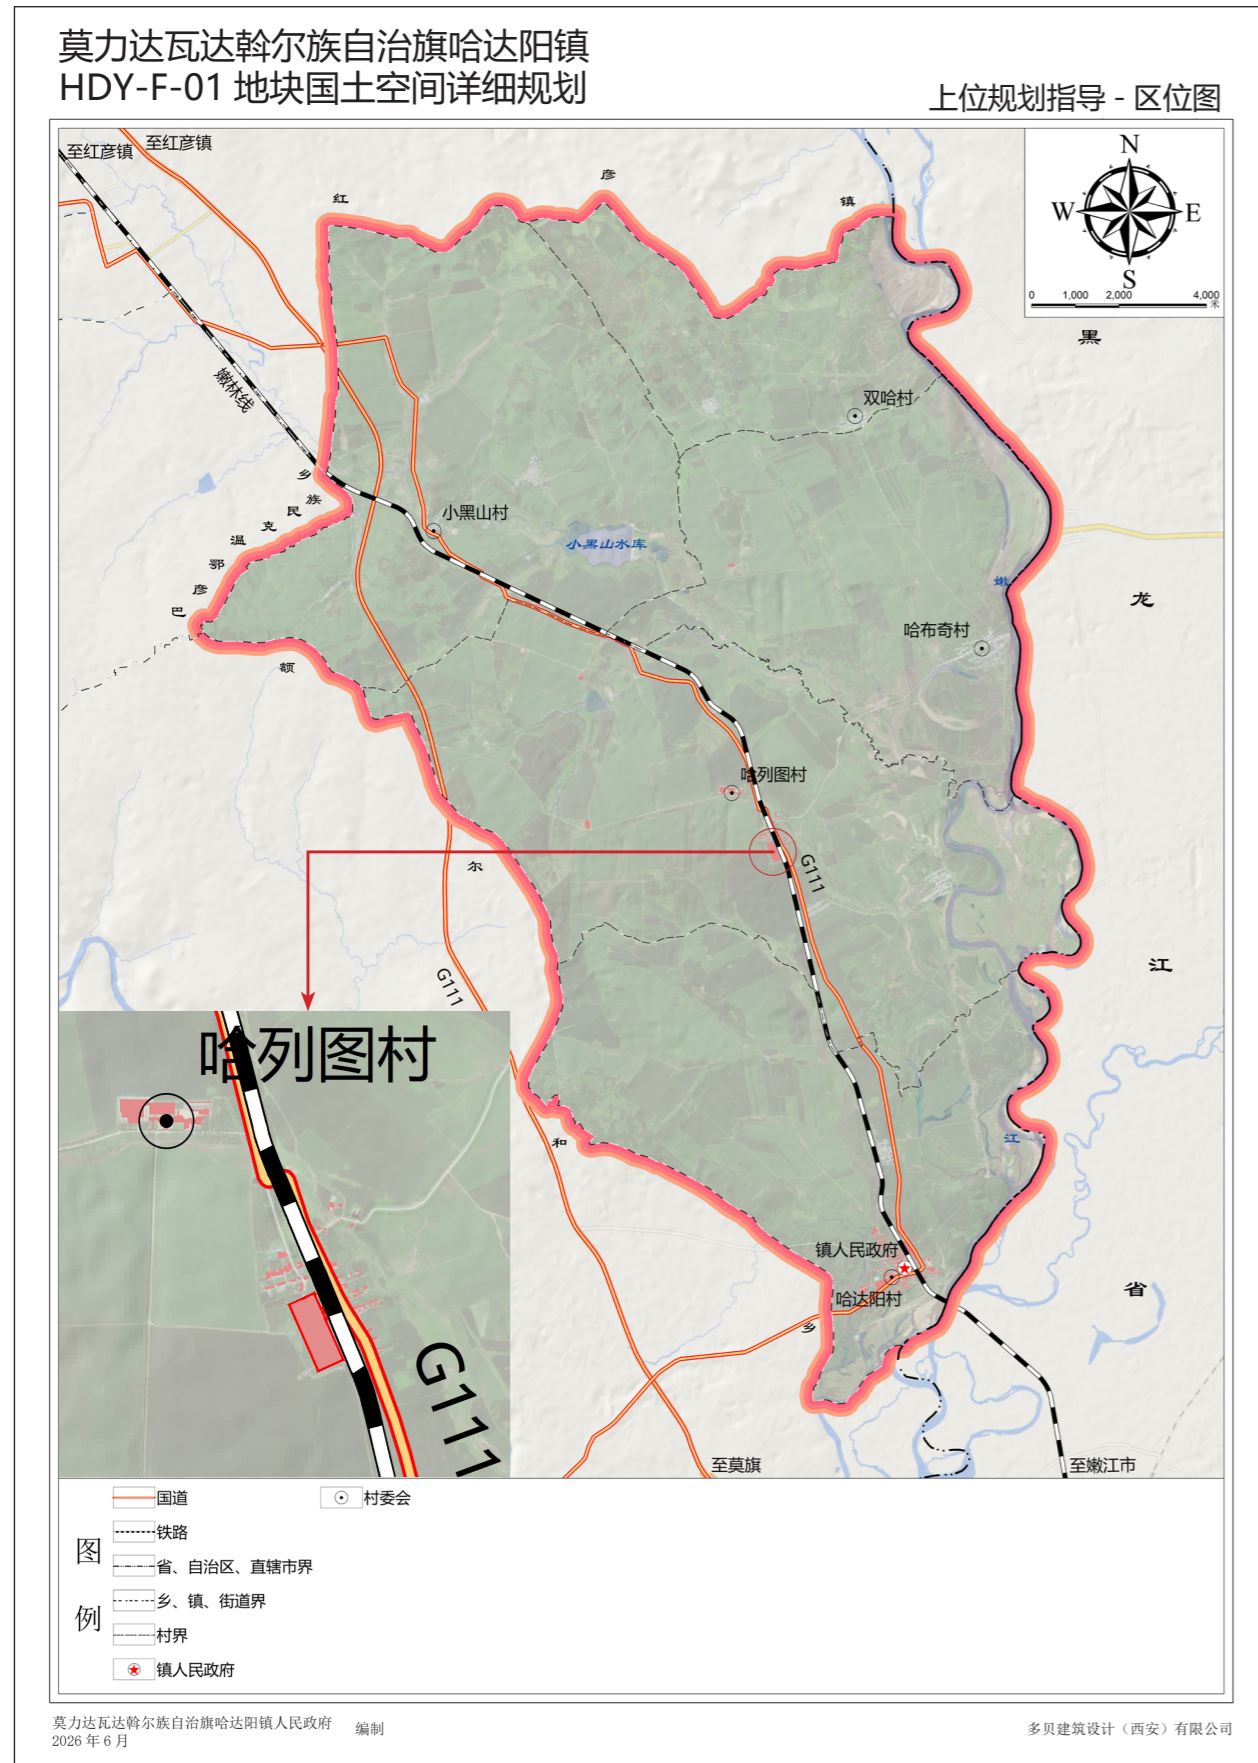 莫力达瓦达斡尔族自治旗哈达阳镇
HDY-F-01 地块国土空间详细规划
上位规划指导 - 区位图
至红彦镇
至红彦镇
红
彦
镇
N
W
E
S
0 1,000 2,000 4,000
米
黑
嫩林线
双哈村
乡
族
民
克
温
鄂
彦
巴
小黑山村
小黑山水库
嫩
龙
哈布奇村
额
哈列图村
G111
尔
江
G111
哈列图村
G111
和
江
镇人民政府
哈达阳村
乡
省
至莫旗
至嫩江市
图
例
国道
铁路
省、自治区、直辖市界
乡、镇、街道界
村界
镇人民政府
村委会
莫力达瓦达斡尔族自治旗哈达阳镇人民政府 编制
2026 年 6 月
多贝建筑设计（西安）有限公司